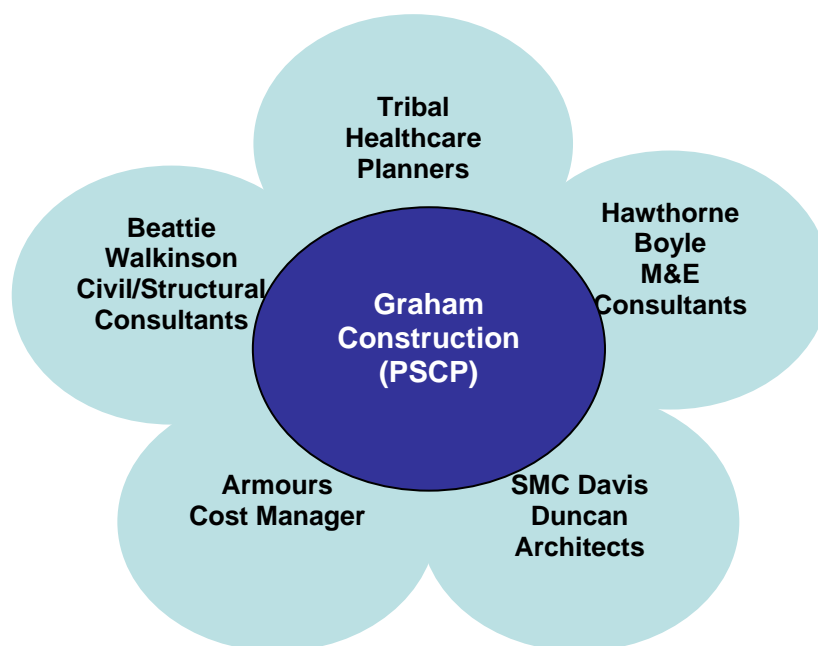 Tribal
Healthcare
Planners
Hawthorne
Boyle
M&E
Consultants
Beattie
Walkinson
Civil/Structural
Consultants
Graham
Construction
(PSCP)
Armours
Cost Manager
SMC Davis
Duncan
Architects